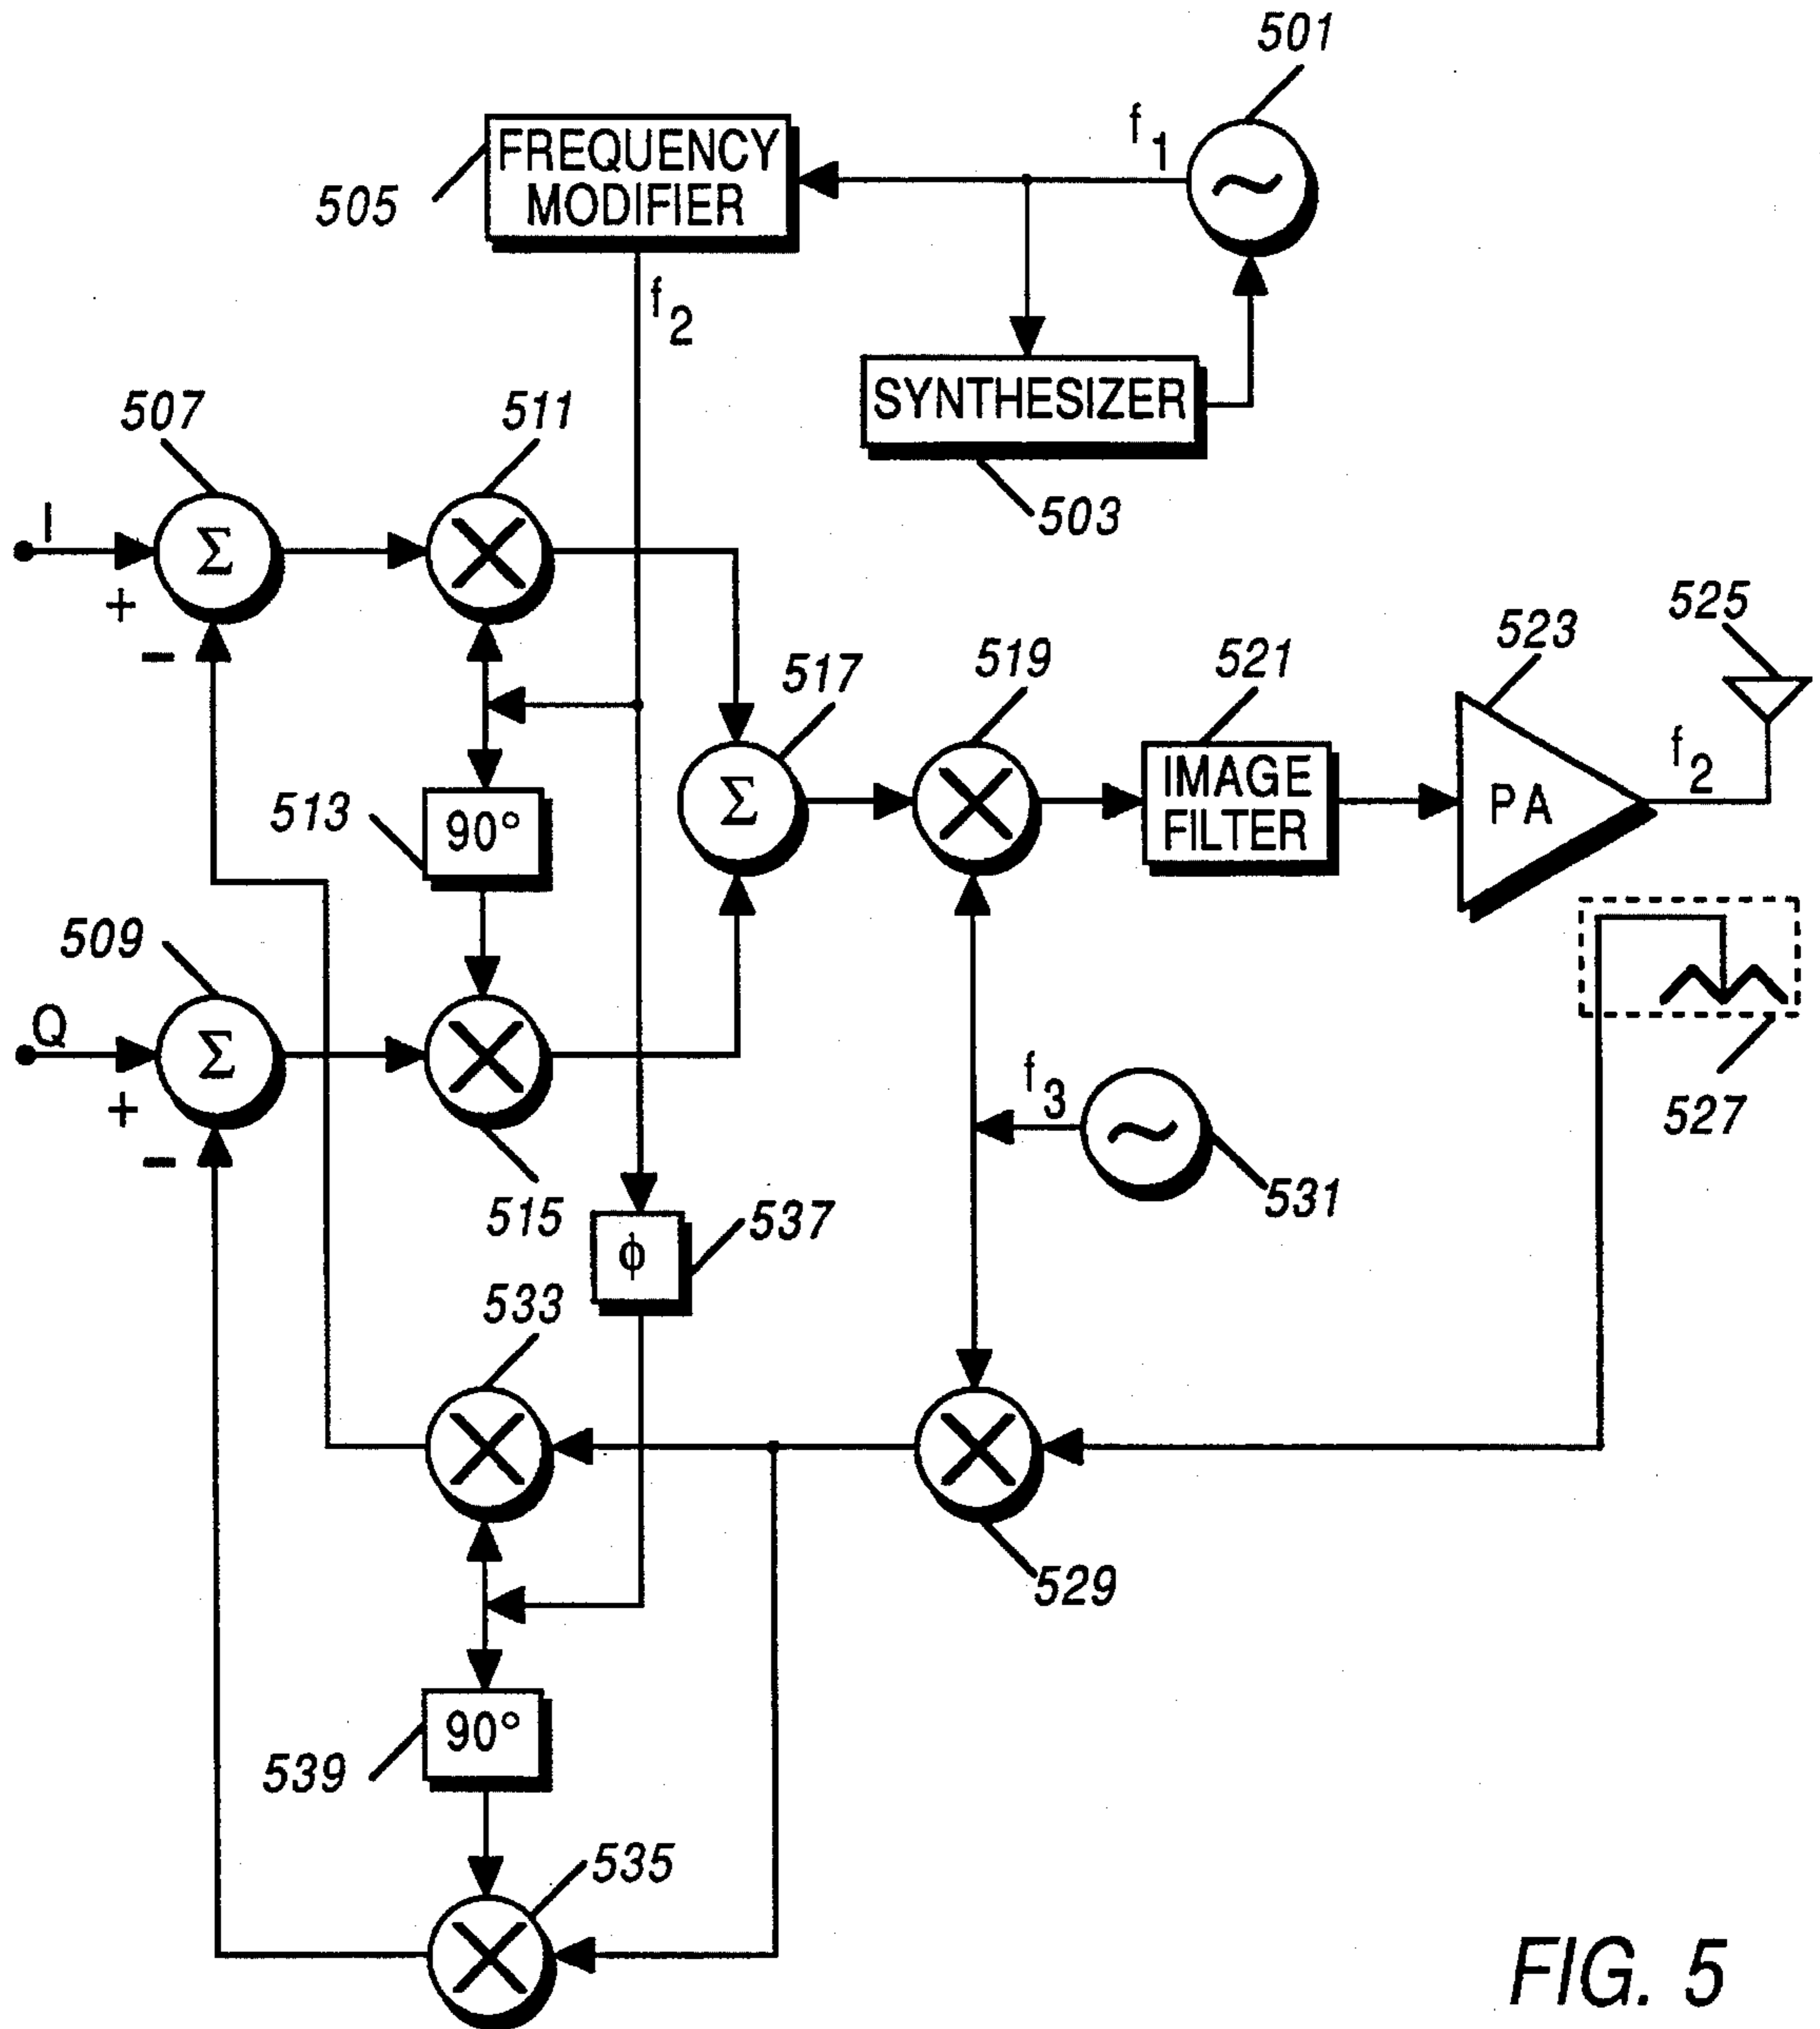 501
f1
FREQUENCY
MODIFIER
505
f2
SYNTHESIZER
503
507
511
I
Σ
+
−
517
519
521
523
525
f2
513
90°
Σ
IMAGE
FILTER
PA
509
Q
Σ
+
−
f3
527
515
537
531
ϕ
533
529
539
90°
535
FIG. 5